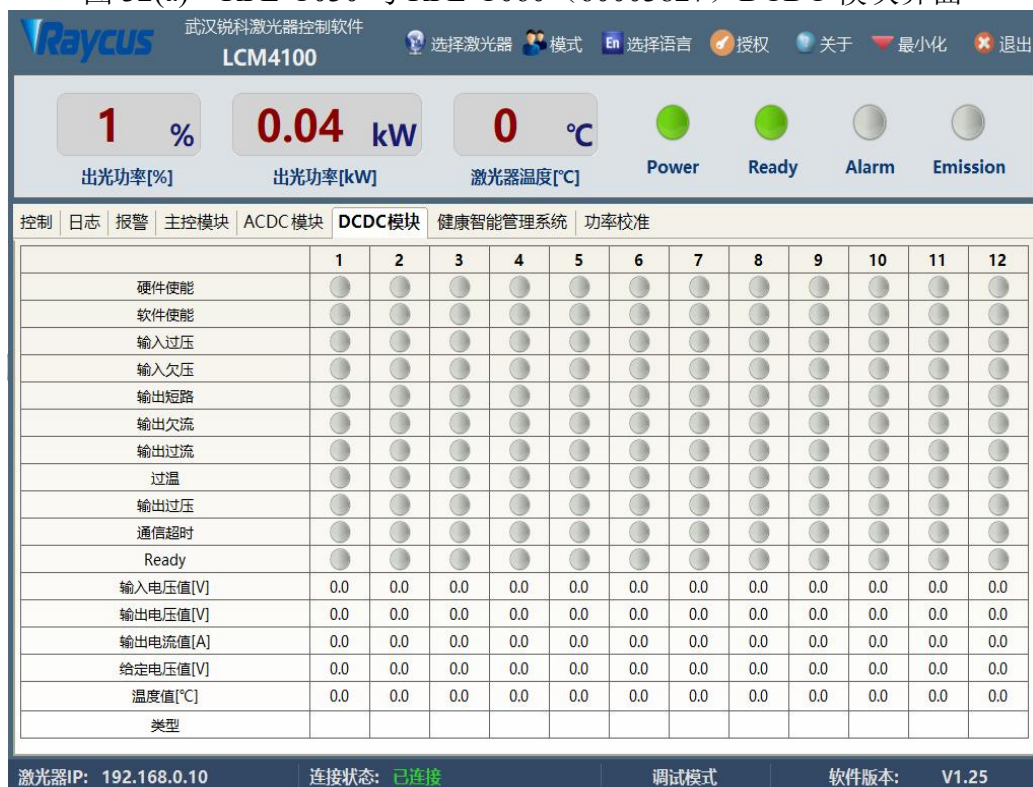 Raycus 武汉锐科激光器控制软件 LCM4100 选择激光器 模式 En 选择语言 授权 关于 最小化 退出
1 % 0.04 kW 0 ℃
出光功率[%] 出光功率[kW] 激光器温度[℃] Power Ready Alarm Emission
控制 日志 报警 主控模块 ACDC模块 DCDC模块 健康智能管理系统 功率校准
1 2 3 4 5 6 7 8 9 10 11 12
硬件使能
软件使能
输入过压
输入欠压
输出短路
输出欠流
输出过流
过温
输出过压
通信超时
Ready
输入电压值[V] 0.0 0.0 0.0 0.0 0.0 0.0 0.0 0.0 0.0 0.0 0.0 0.0
输出电压值[V] 0.0 0.0 0.0 0.0 0.0 0.0 0.0 0.0 0.0 0.0 0.0 0.0
输出电流值[A] 0.0 0.0 0.0 0.0 0.0 0.0 0.0 0.0 0.0 0.0 0.0 0.0
给定电压值[V] 0.0 0.0 0.0 0.0 0.0 0.0 0.0 0.0 0.0 0.0 0.0 0.0
温度值[℃] 0.0 0.0 0.0 0.0 0.0 0.0 0.0 0.0 0.0 0.0 0.0 0.0
类型
激光器IP: 192.168.0.10 连接状态: 已连接 调试模式 软件版本: V1.25